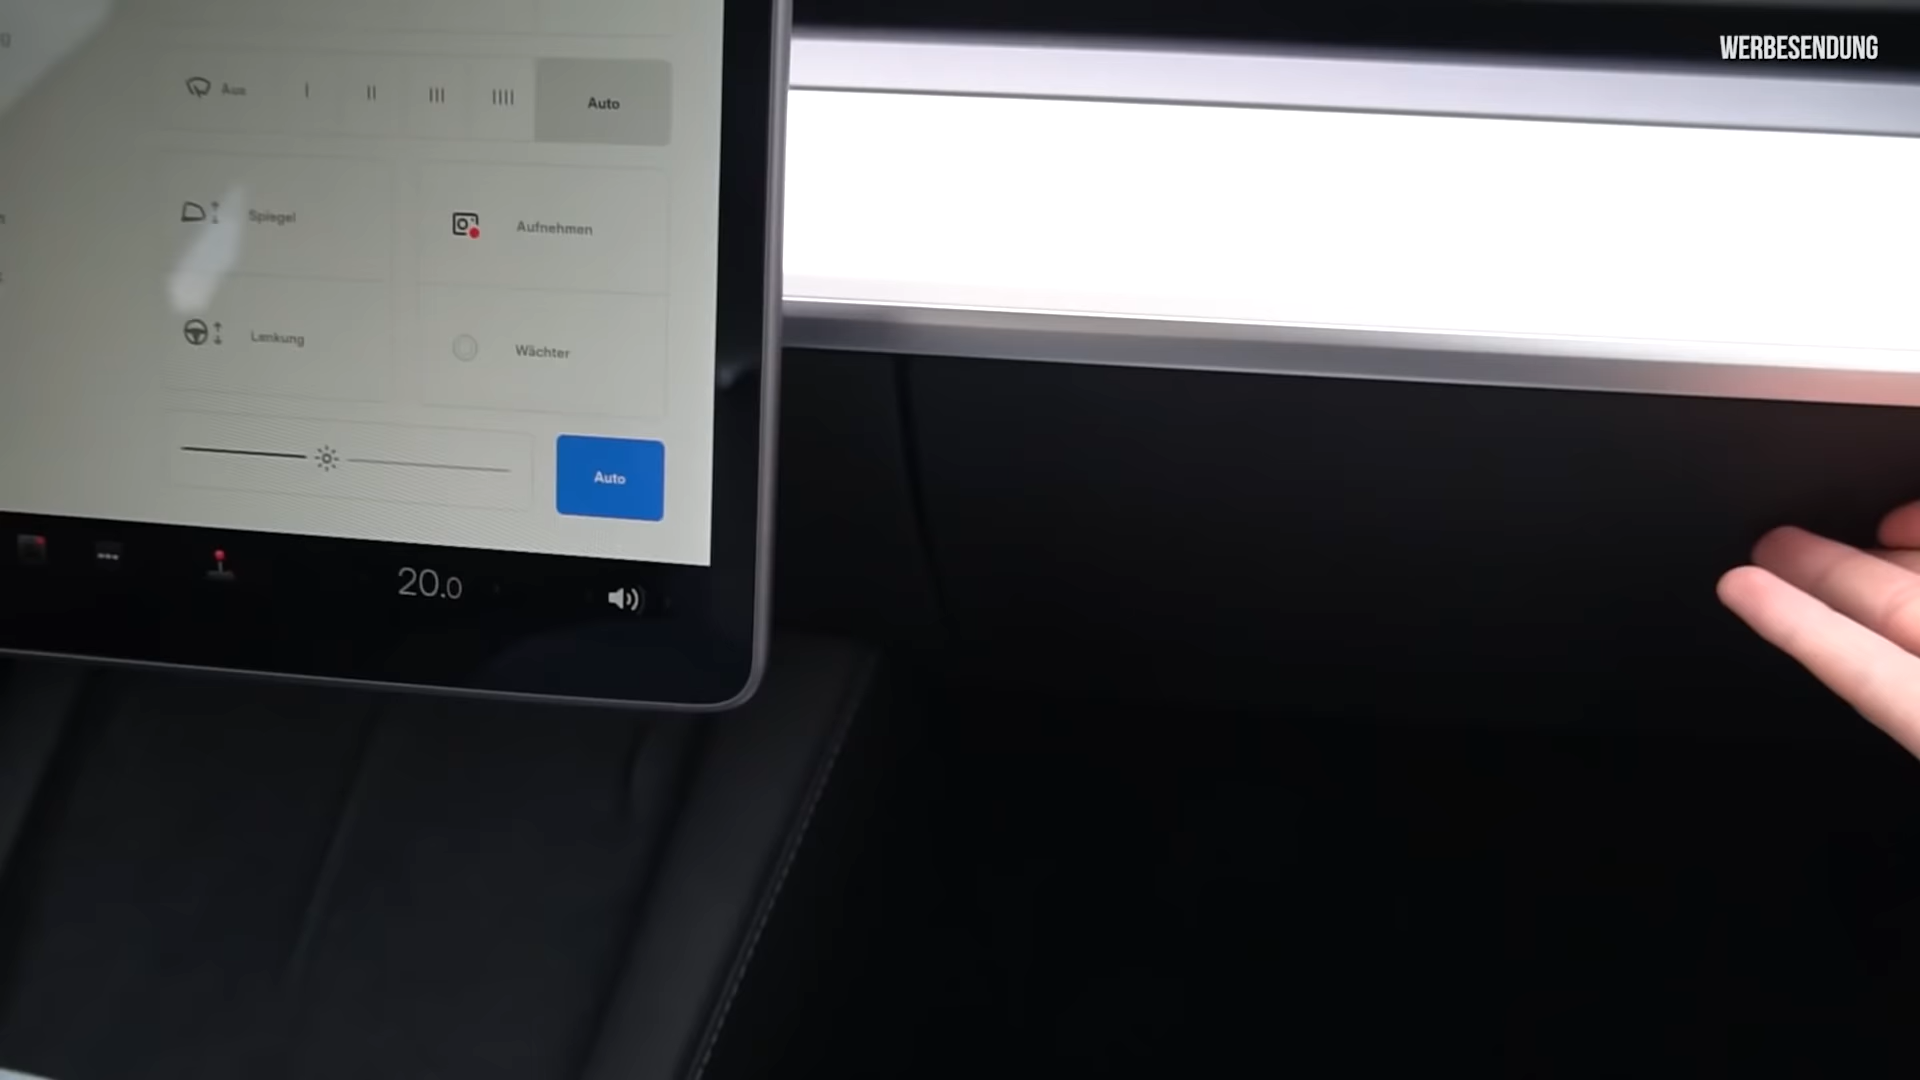 WERBESENDUNG
Aus I II III IIII Auto
Spiegel Aufnehmen
Lenkung Wächter
Auto
20.0